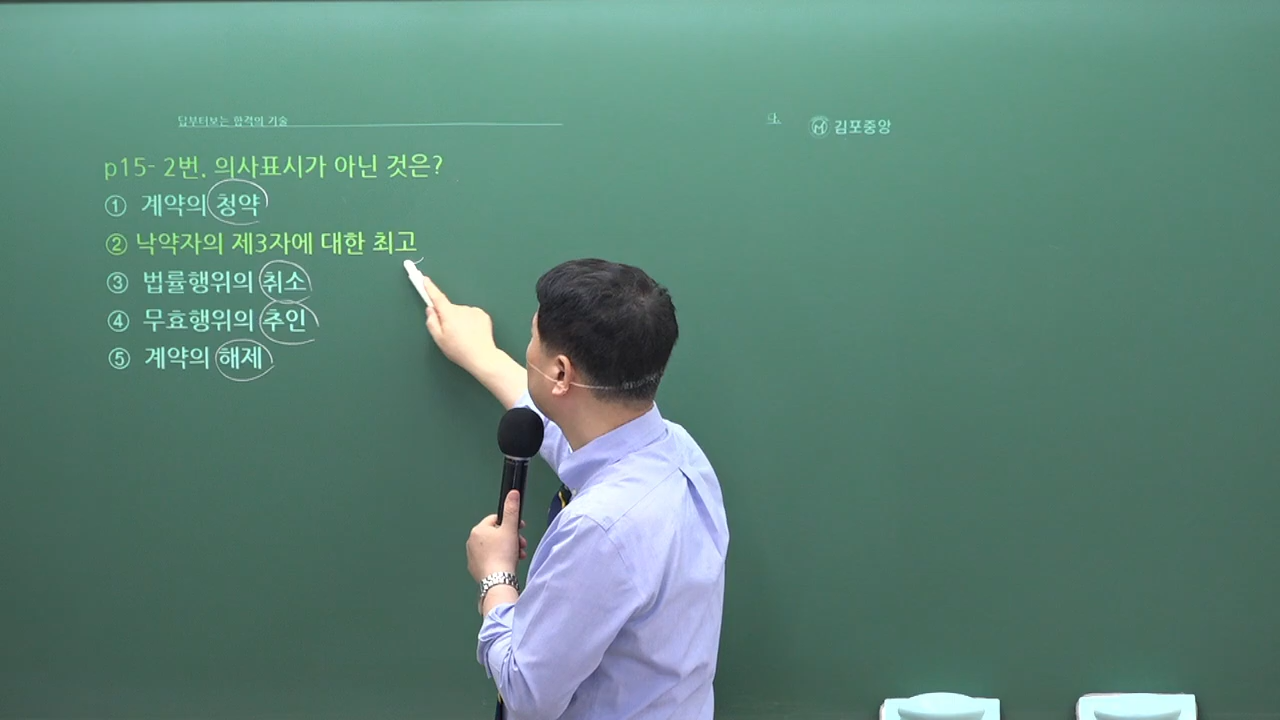 답부터보는 합격의 기술
김포중앙
p15- 2번. 의사표시가 아닌 것은?
① 계약의 청약
② 낙약자의 제3자에 대한 최고
③ 법률행위의 취소
④ 무효행위의 추인
⑤ 계약의 해제